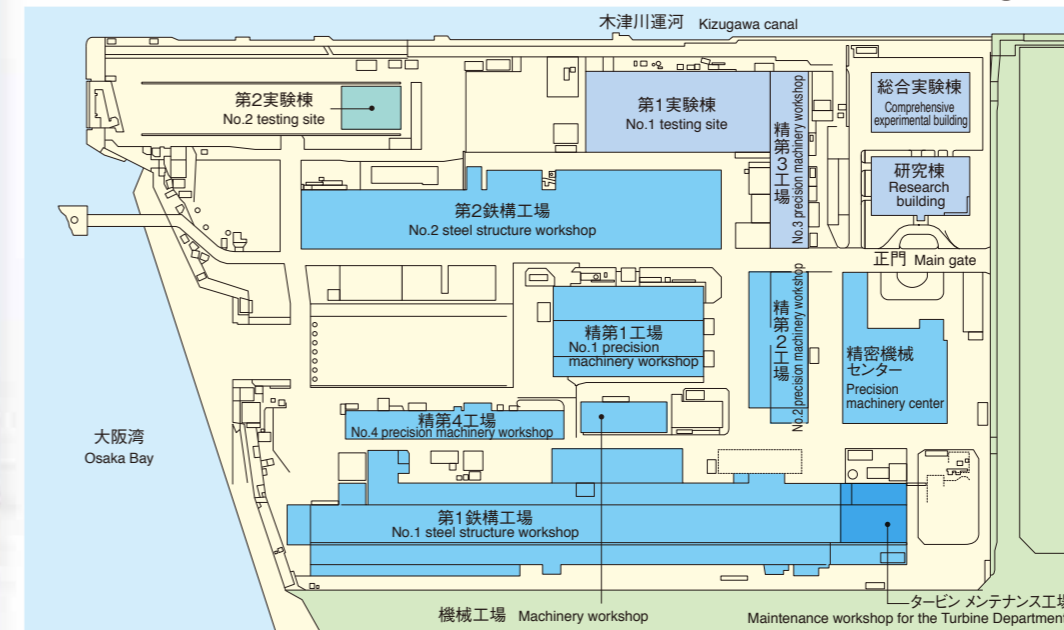 木津川運河 Kizugawa canal
第2実験棟
No.2 testing site
第1実験棟
No.1 testing site
精第3工場
No.3 precision machinery workshop
総合実験棟
Comprehensive
experimental building
研究棟
Research
building
第2鉄構工場
No.2 steel structure workshop
正門 Main gate
精第1工場
No.1 precision
machinery workshop
精第2工場
No.2 precision machinery workshop
精密機械
センター
Precision
machinery center
精第4工場
No.4 precision machinery workshop
大阪湾
Osaka Bay
第1鉄構工場
No.1 steel structure workshop
機械工場 Machinery workshop
タービン メンテナンス工場
Maintenance workshop for the Turbine Department